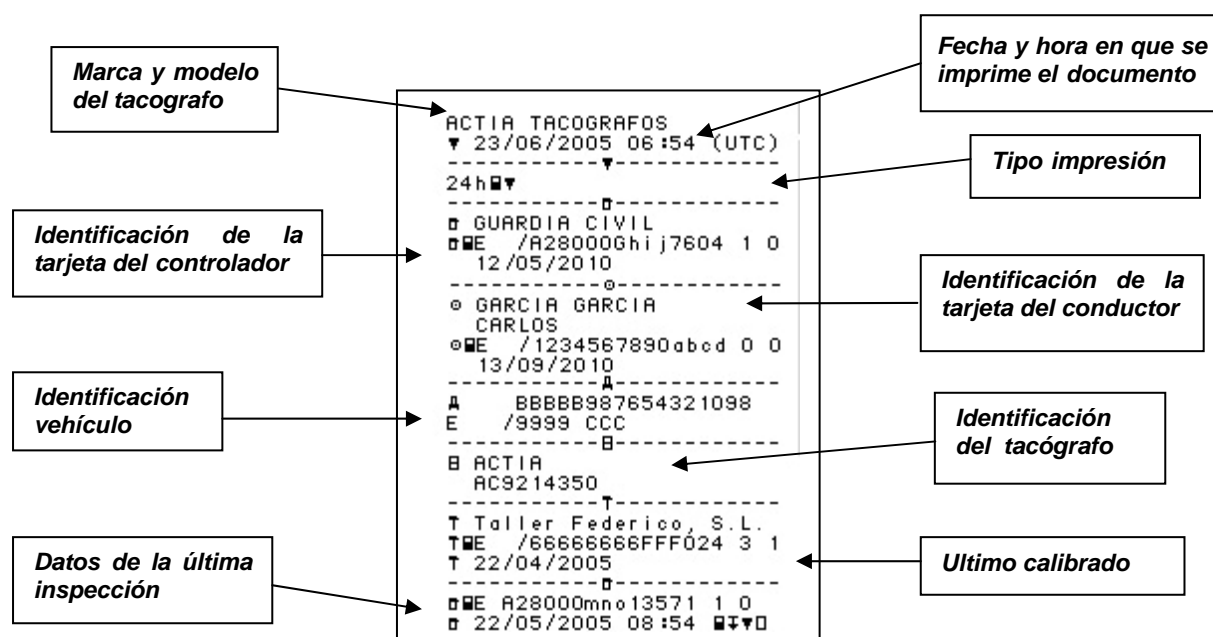 Marca y modelo
del tacografo
Fecha y hora en que se
imprime el documento
Tipo impresión
Identificación de la
tarjeta del controlador
Identificación de la
tarjeta del conductor
Identificación
vehículo
Identificación
del tacógrafo
Datos de la última
inspección
Ultimo calibrado
ACTIA TACOGRAFOS
▼ 23/06/2005 06:54 (UTC)
24h▼
GUARDIA CIVIL
E /A28000Ghij7604 1 0
12/05/2010
GARCIA GARCIA
CARLOS
E /1234567890abcd 0 0
13/09/2010
A BBBBB987654321098
E /9999 CCC
B ACTIA
AC9214350
T Taller Federico, S.L.
TE /66666666FFF024 3 1
T 22/04/2005
E A28000mno13571 1 0
22/05/2005 08:54